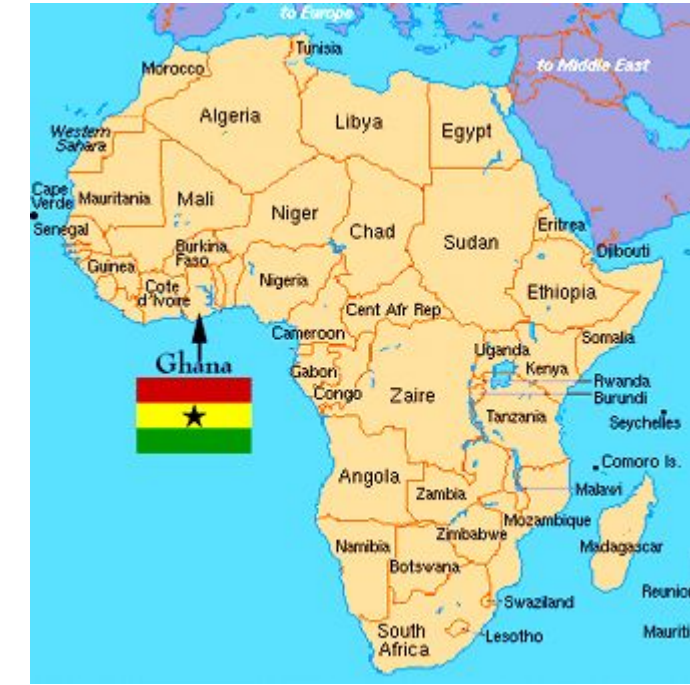 to Europe
Tunisia
to Middle East
Morocco
Algeria
Libya
Egypt
Western
Sahara
Cape
Verde
Mauritania
Mali
Niger
Chad
Sudan
Eritrea
Senegal
Djibouti
Burkina
Faso
Guinea
Nigeria
Cote
d'Ivoire
Ethiopia
Cent Afr Rep
Cameroon
Somalia
Uganda
Kenya
Ghana
Gabon
Congo
Zaire
Rwanda
Burundi
Tanzania
Seychelles
Comoro Is.
Angola
Zambia
Malawi
Mozambique
Zimbabwe
Namibia
Madagascar
Botswana
Reunion
Swaziland
South
Africa
Lesotho
Mauriti